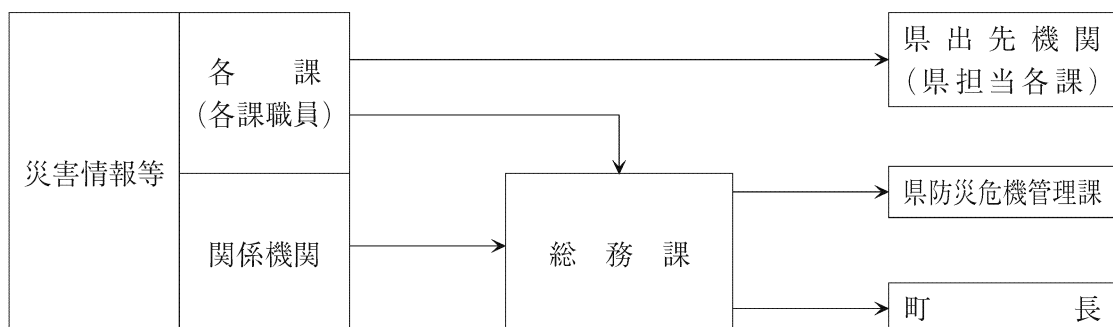 災害情報等
各課
(各課職員)
関係機関
総務課
県出先機関
(県担当各課)
県防災危機管理課
町長